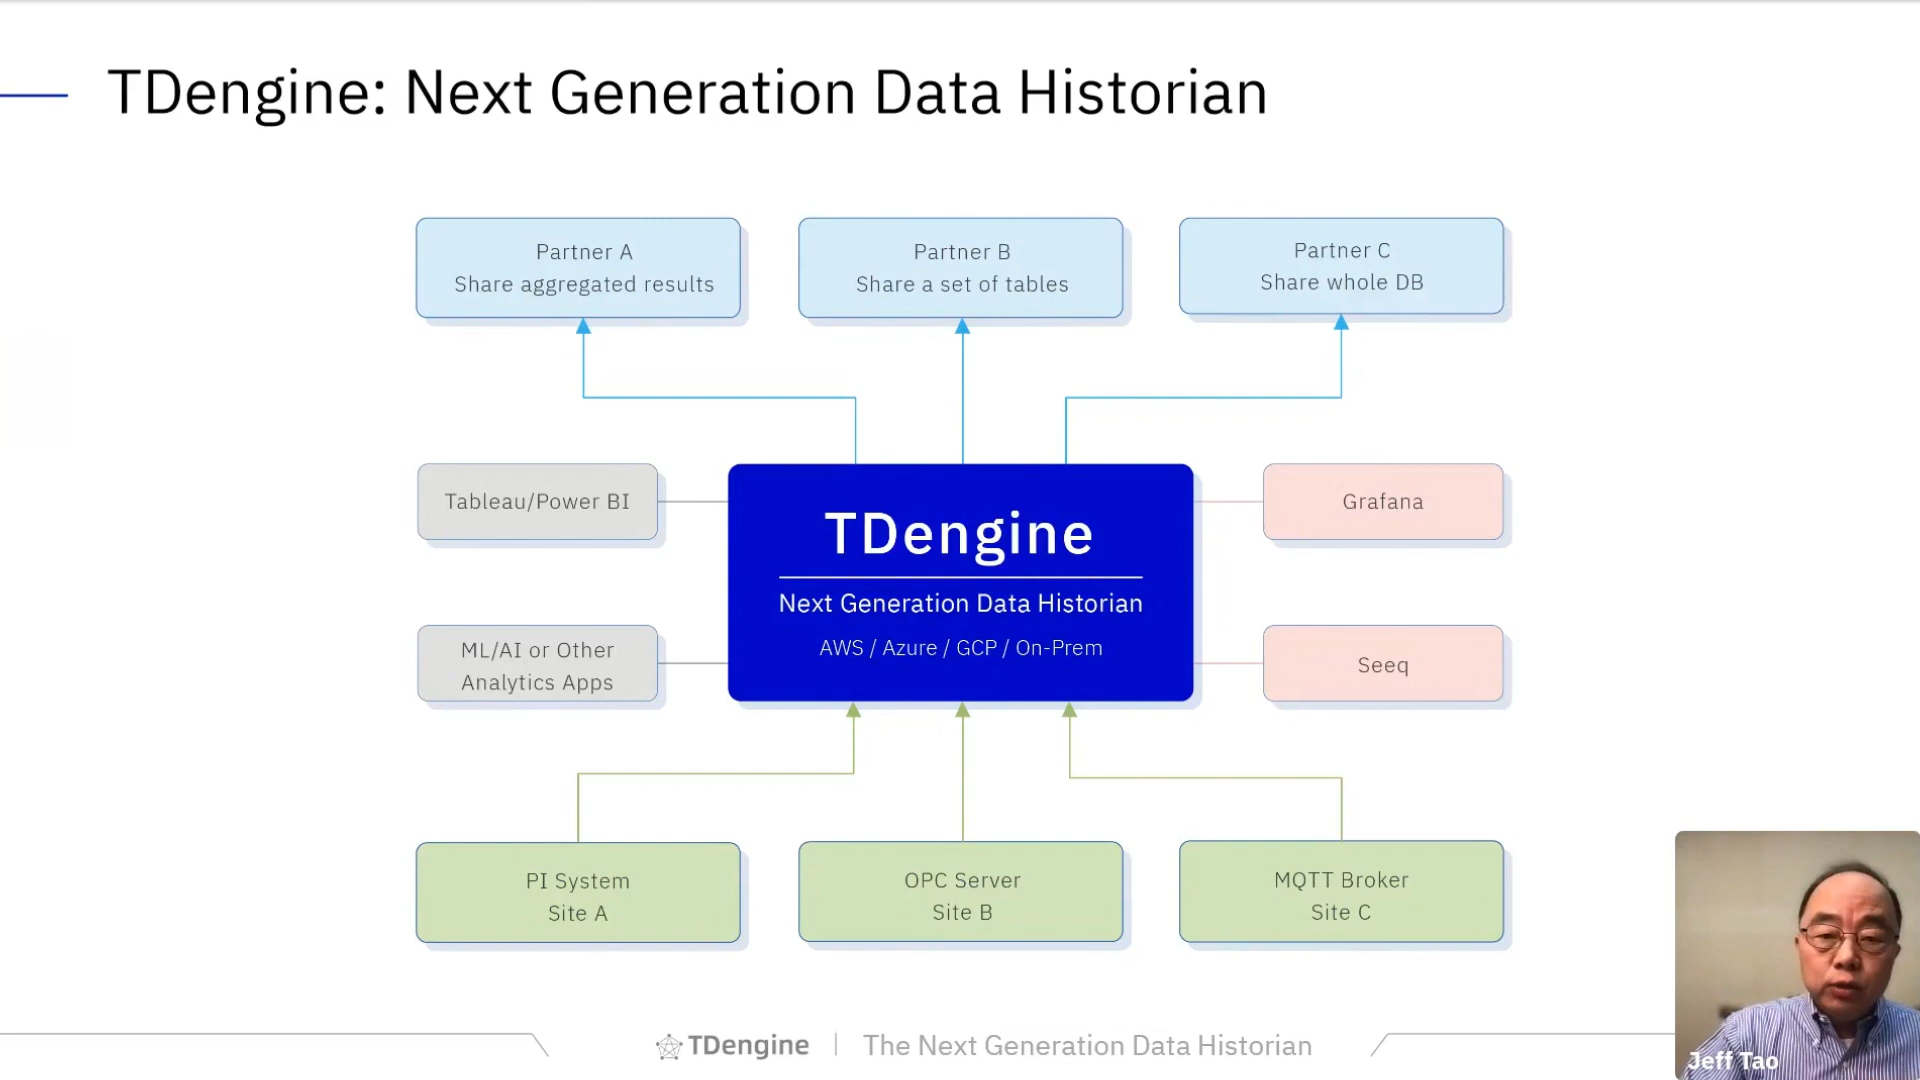 TDengine: Next Generation Data Historian
Partner A
Share aggregated results
Partner B
Share a set of tables
Partner C
Share whole DB
Tableau/Power BI
TDengine
Next Generation Data Historian
AWS / Azure / GCP / On-Prem
Grafana
ML/AI or Other
Analytics Apps
Seeq
PI System
Site A
OPC Server
Site B
MQTT Broker
Site C
TDengine | The Next Generation Data Historian
Jeff Tao